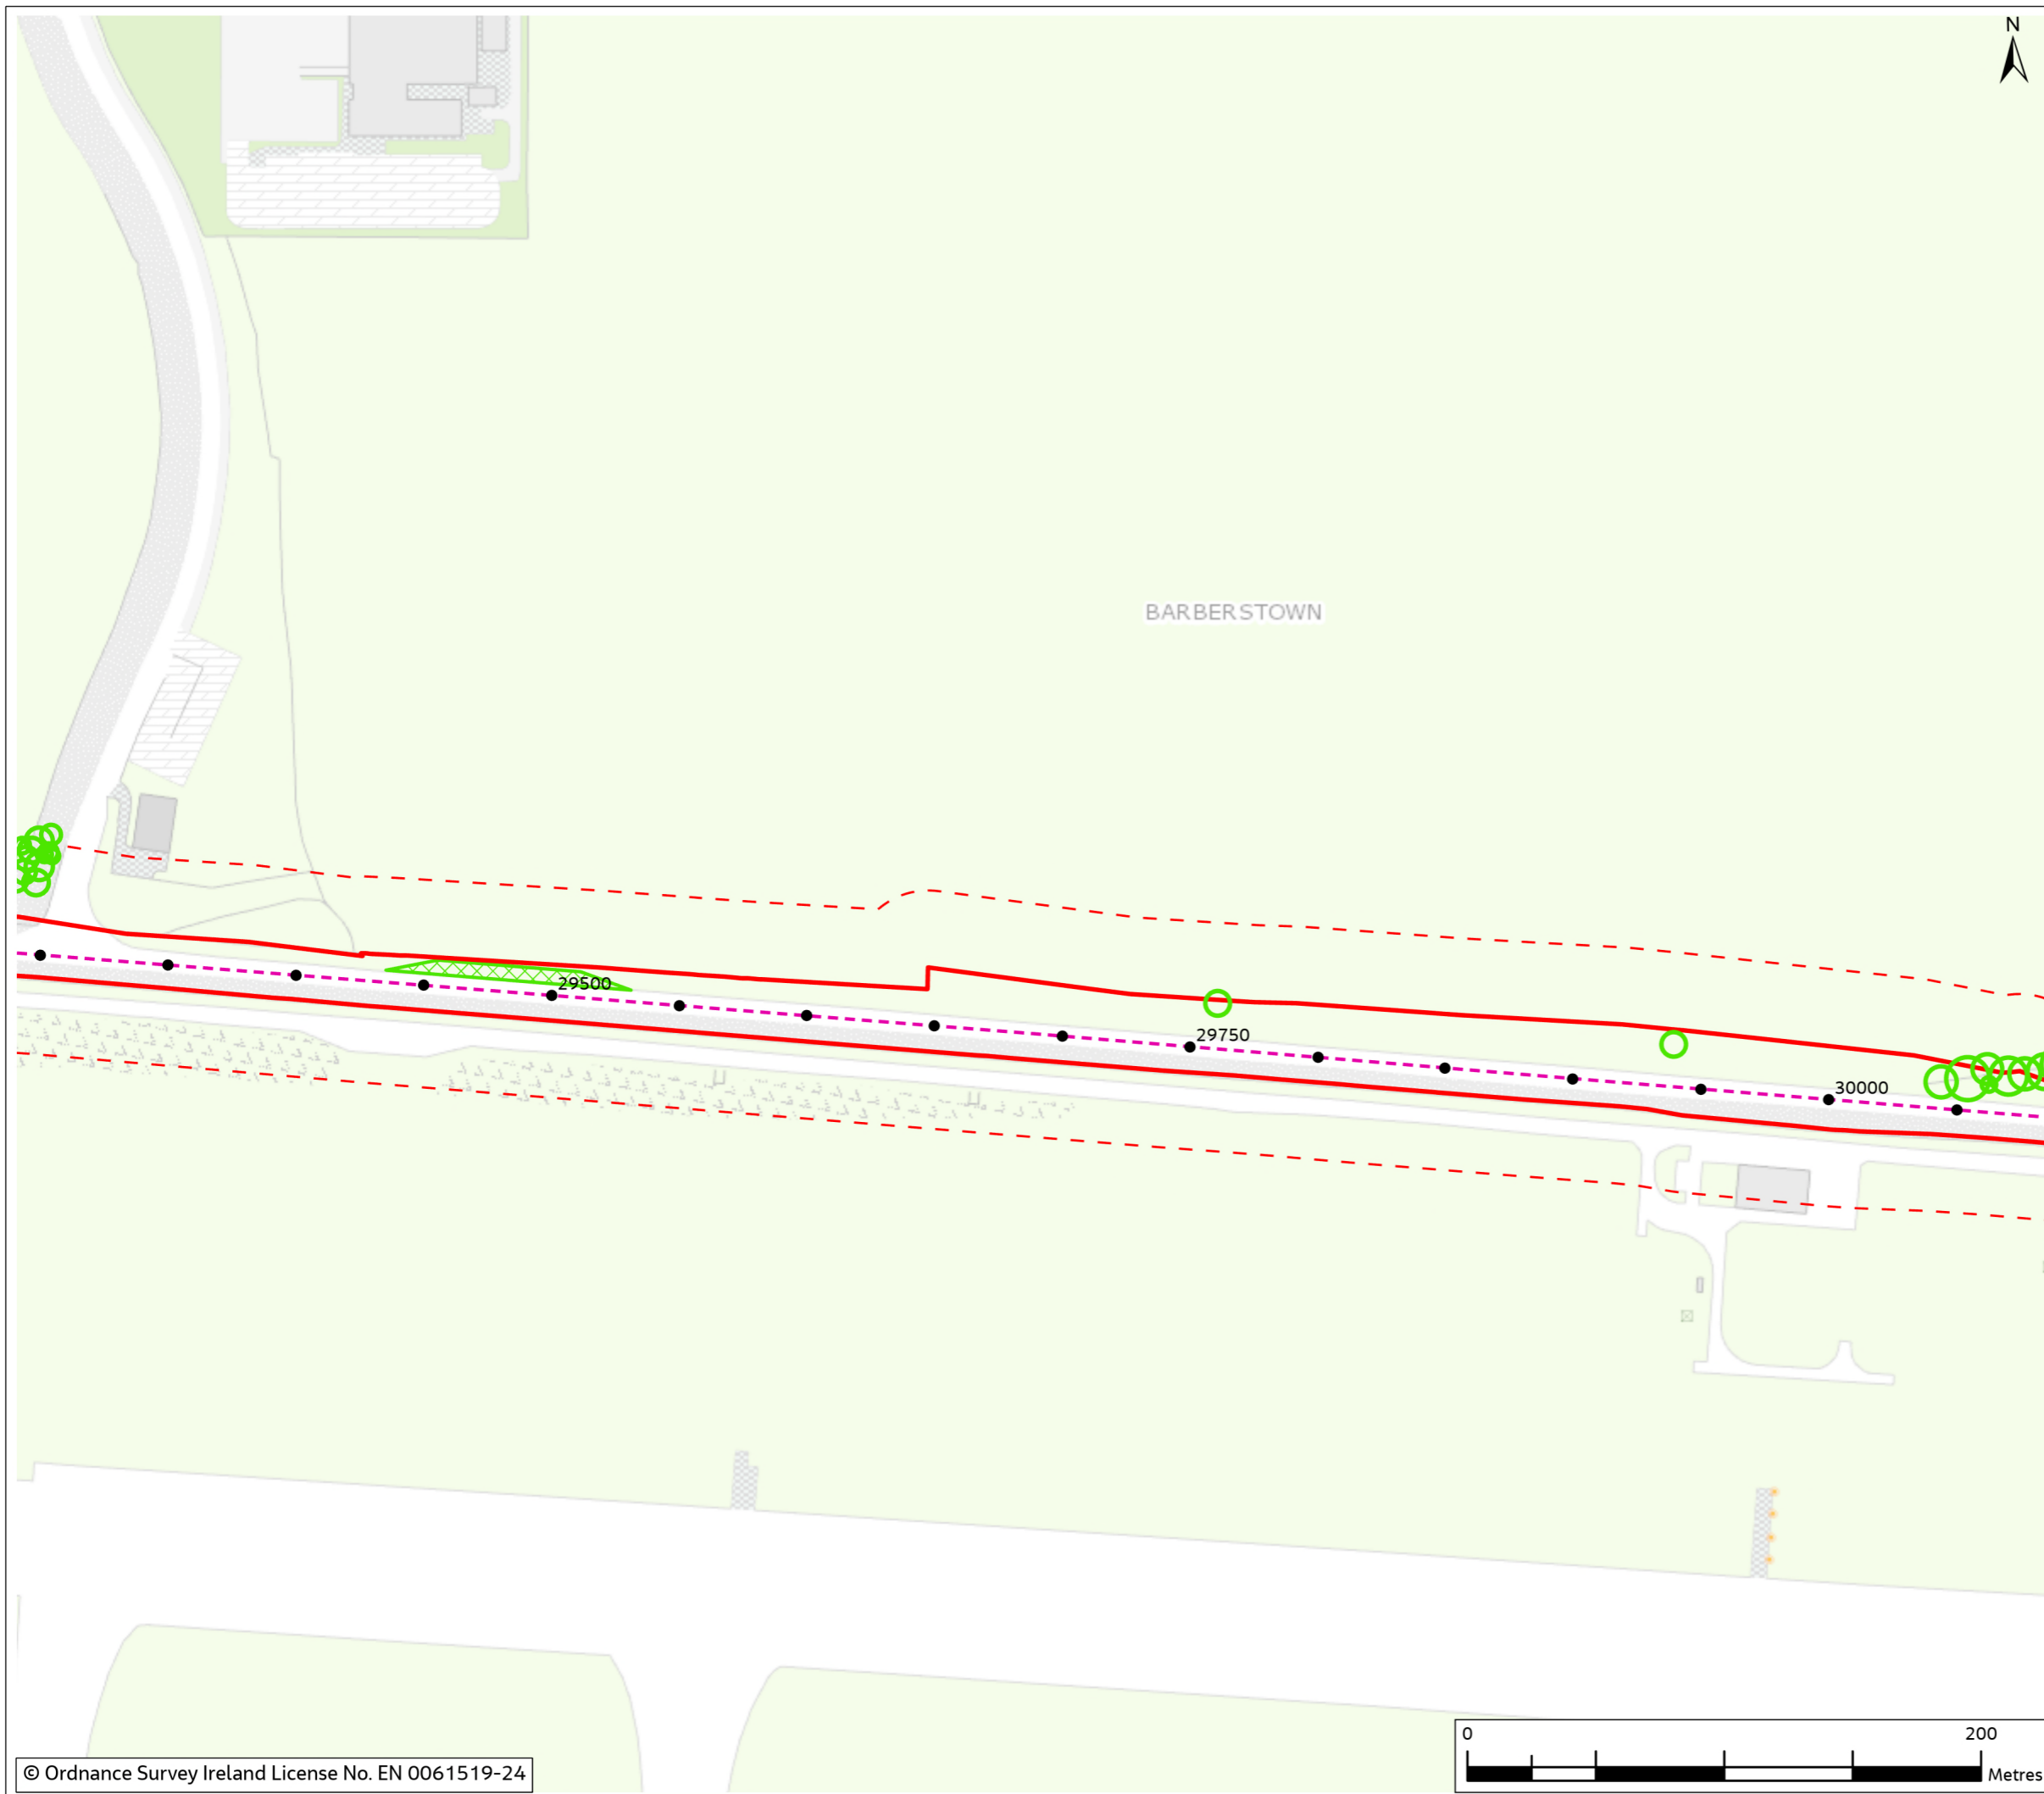 N
BARBERSTOWN
29500
29750
30000
0 200
Metres
© Ordnance Survey Ireland License No. EN 0061519-24